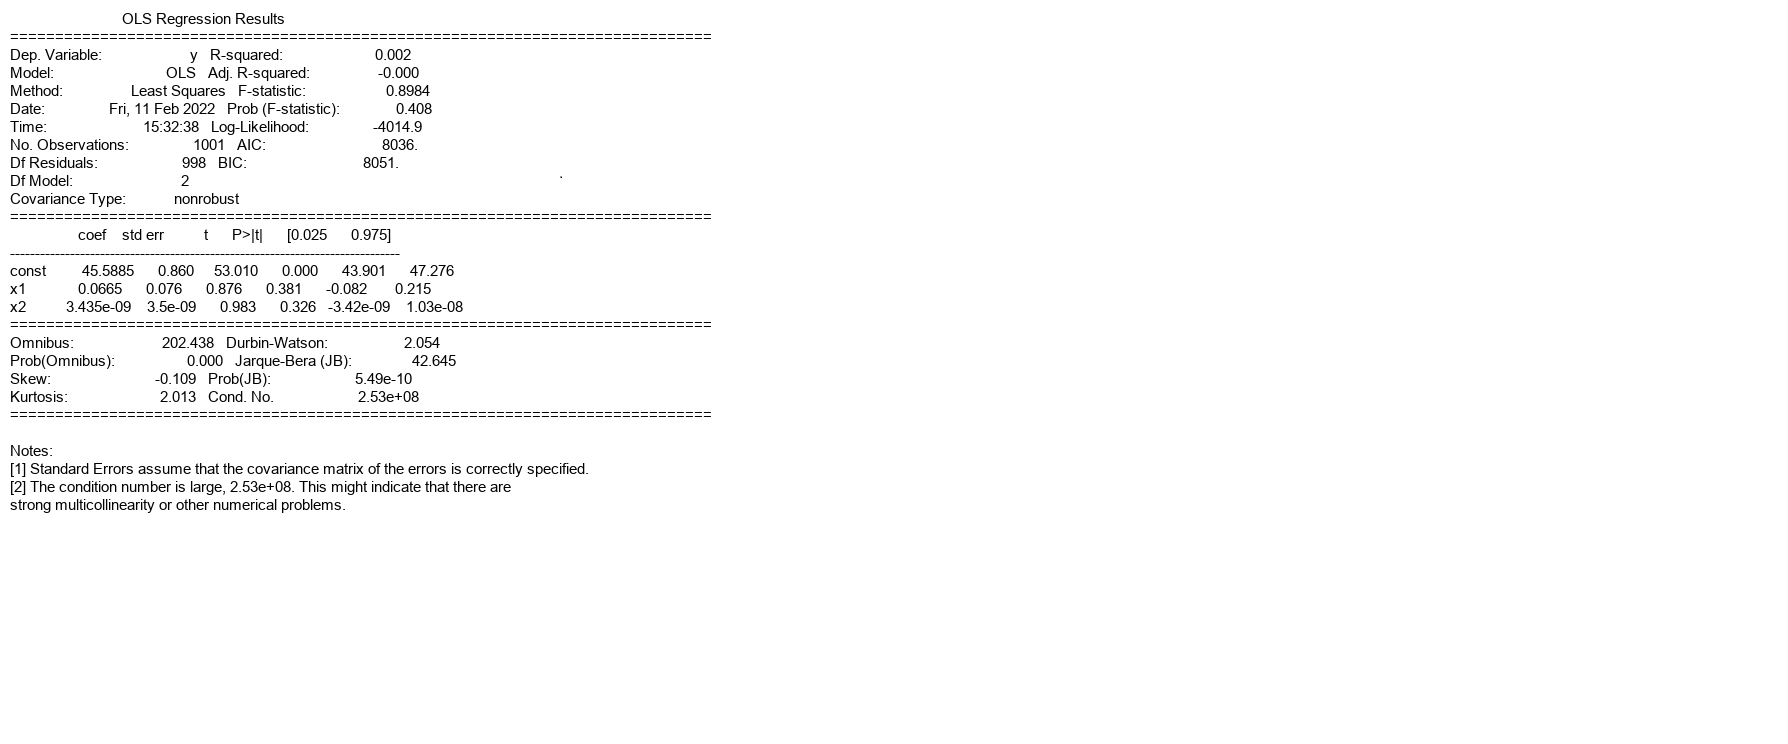 OLS Regression Results
==============================================================================
Dep. Variable: y R-squared: 0.002
Model: OLS Adj. R-squared: -0.000
Method: Least Squares F-statistic: 0.8984
Date: Fri, 11 Feb 2022 Prob (F-statistic): 0.408
Time: 15:32:38 Log-Likelihood: -4014.9
No. Observations: 1001 AIC: 8036.
Df Residuals: 998 BIC: 8051.
Df Model: 2 .
Covariance Type: nonrobust
==============================================================================
coef std err t P>|t| [0.025 0.975]
------------------------------------------------------------------------------
const 45.5885 0.860 53.010 0.000 43.901 47.276
x1 0.0665 0.076 0.876 0.381 -0.082 0.215
x2 3.435e-09 3.5e-09 0.983 0.326 -3.42e-09 1.03e-08
==============================================================================
Omnibus: 202.438 Durbin-Watson: 2.054
Prob(Omnibus): 0.000 Jarque-Bera (JB): 42.645
Skew: -0.109 Prob(JB): 5.49e-10
Kurtosis: 2.013 Cond. No. 2.53e+08
==============================================================================
Notes:
[1] Standard Errors assume that the covariance matrix of the errors is correctly specified.
[2] The condition number is large, 2.53e+08. This might indicate that there are
strong multicollinearity or other numerical problems.